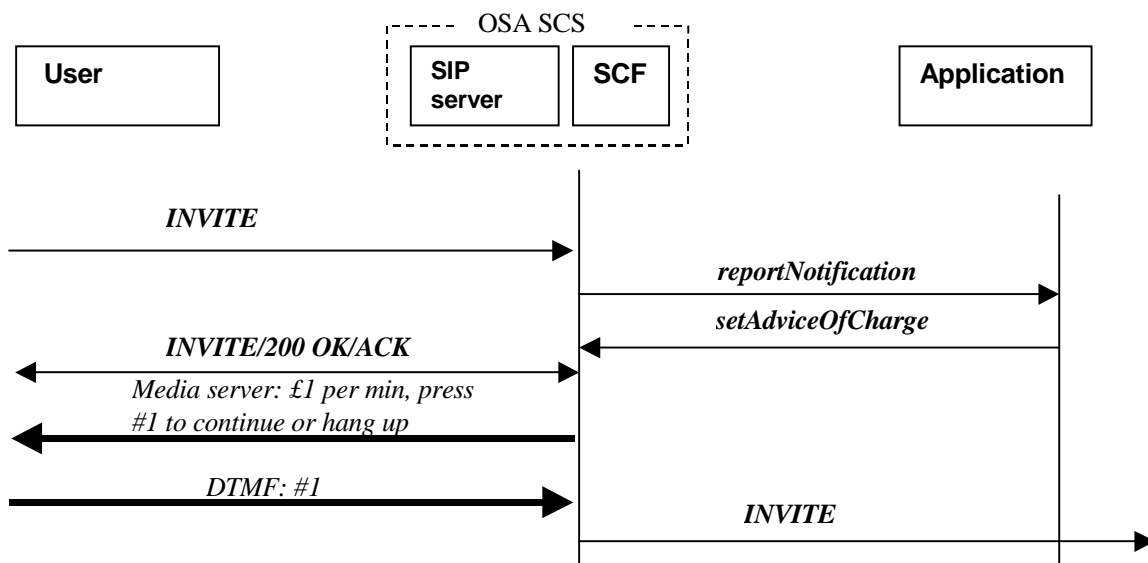 OSA SCS
User
SIP
server
SCF
Application
INVITE
reportNotification
setAdviceOfCharge
INVITE/200 OK/ACK
Media server: £1 per min, press
#1 to continue or hang up
DTMF: #1
INVITE